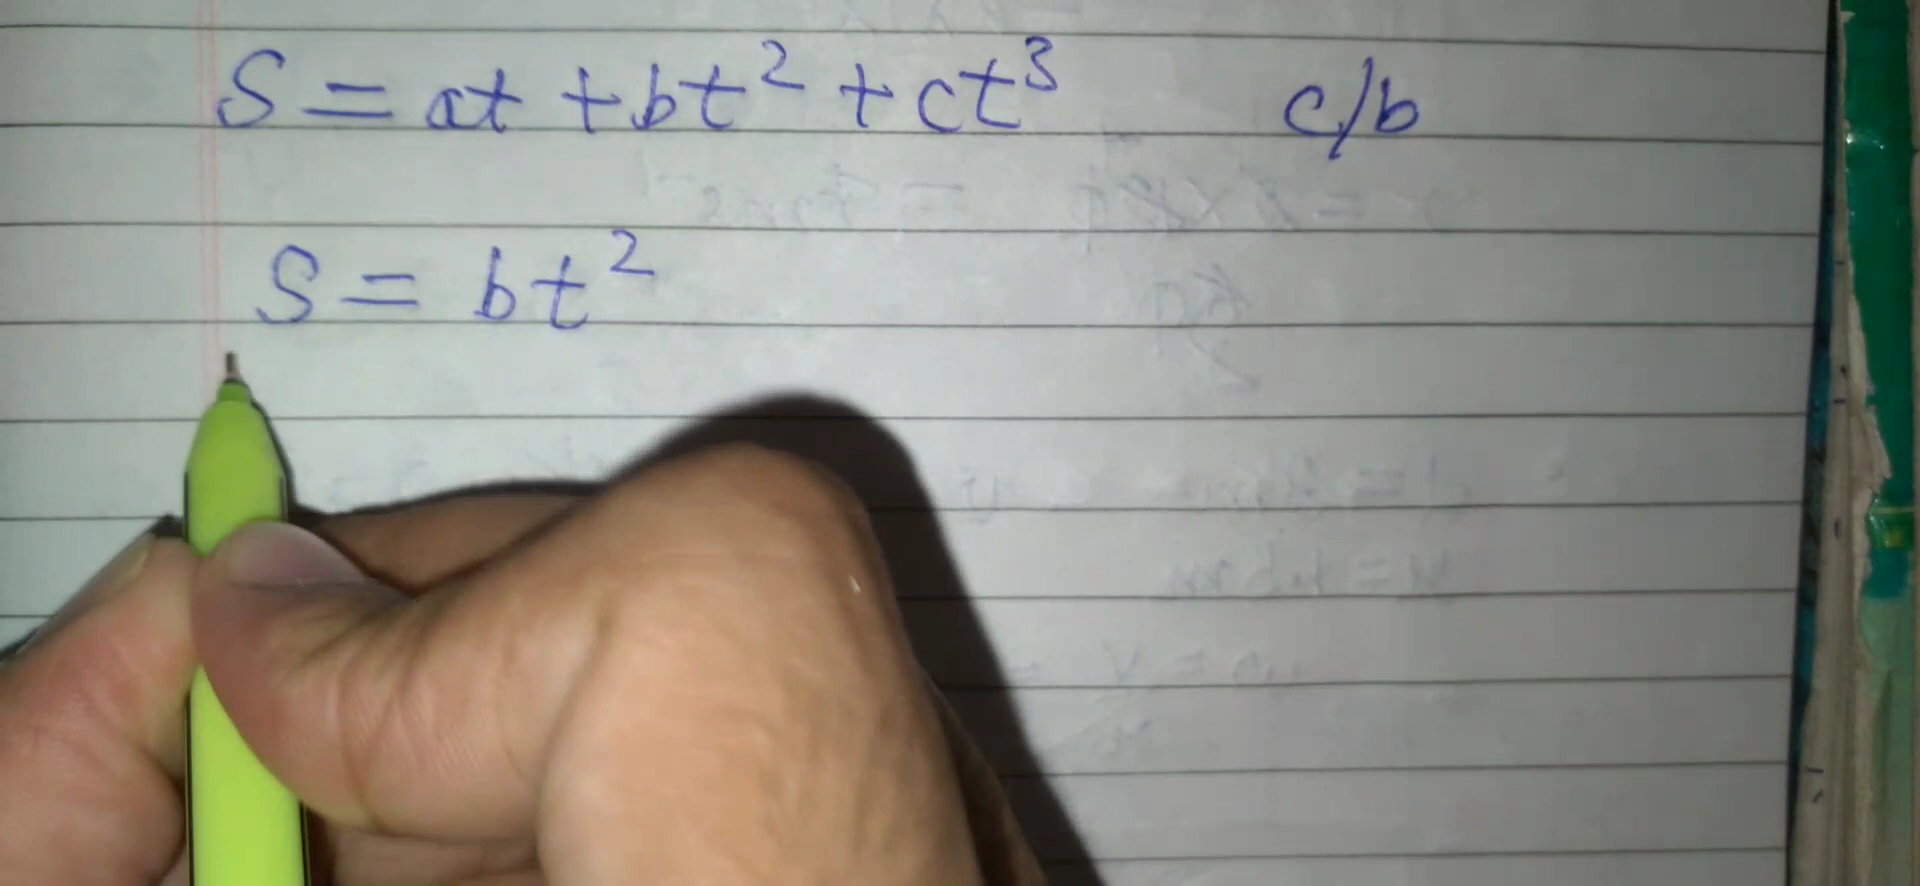 S = at + bt² + ct³ c/b
S = bt²